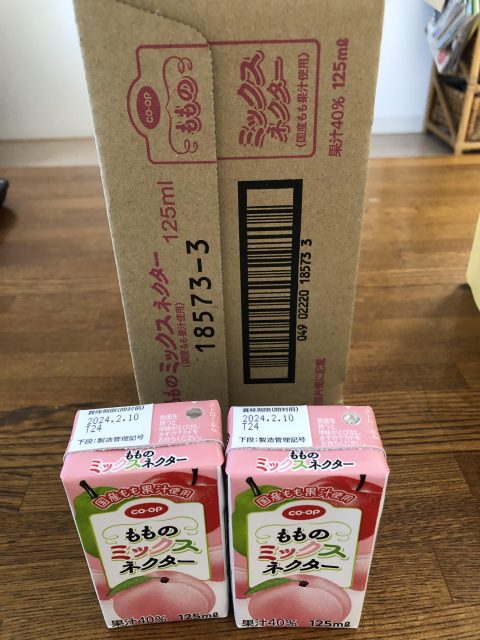 CO·OP
ももの
ミックス
ネクター
(国産もも果汁使用)
果汁40% 125mℓ
もものミックスネクター 125ml
(国産もも果汁使用)
18573-3
049 02220 18573 3
賞味期限(開封前)
2024.2.10
T24
下段:製造管理記号
ももの
ミックスネクター
国産もも果汁使用
CO·OP
ももの
ミックス
ネクター
果汁40% 125mℓ
賞味期限(開封前)
2024.2.10
T24
下段:製造管理記号
ももの
ミックスネクター
国産もも果汁使用
CO·OP
ももの
ミックス
ネクター
果汁40% 125mℓ